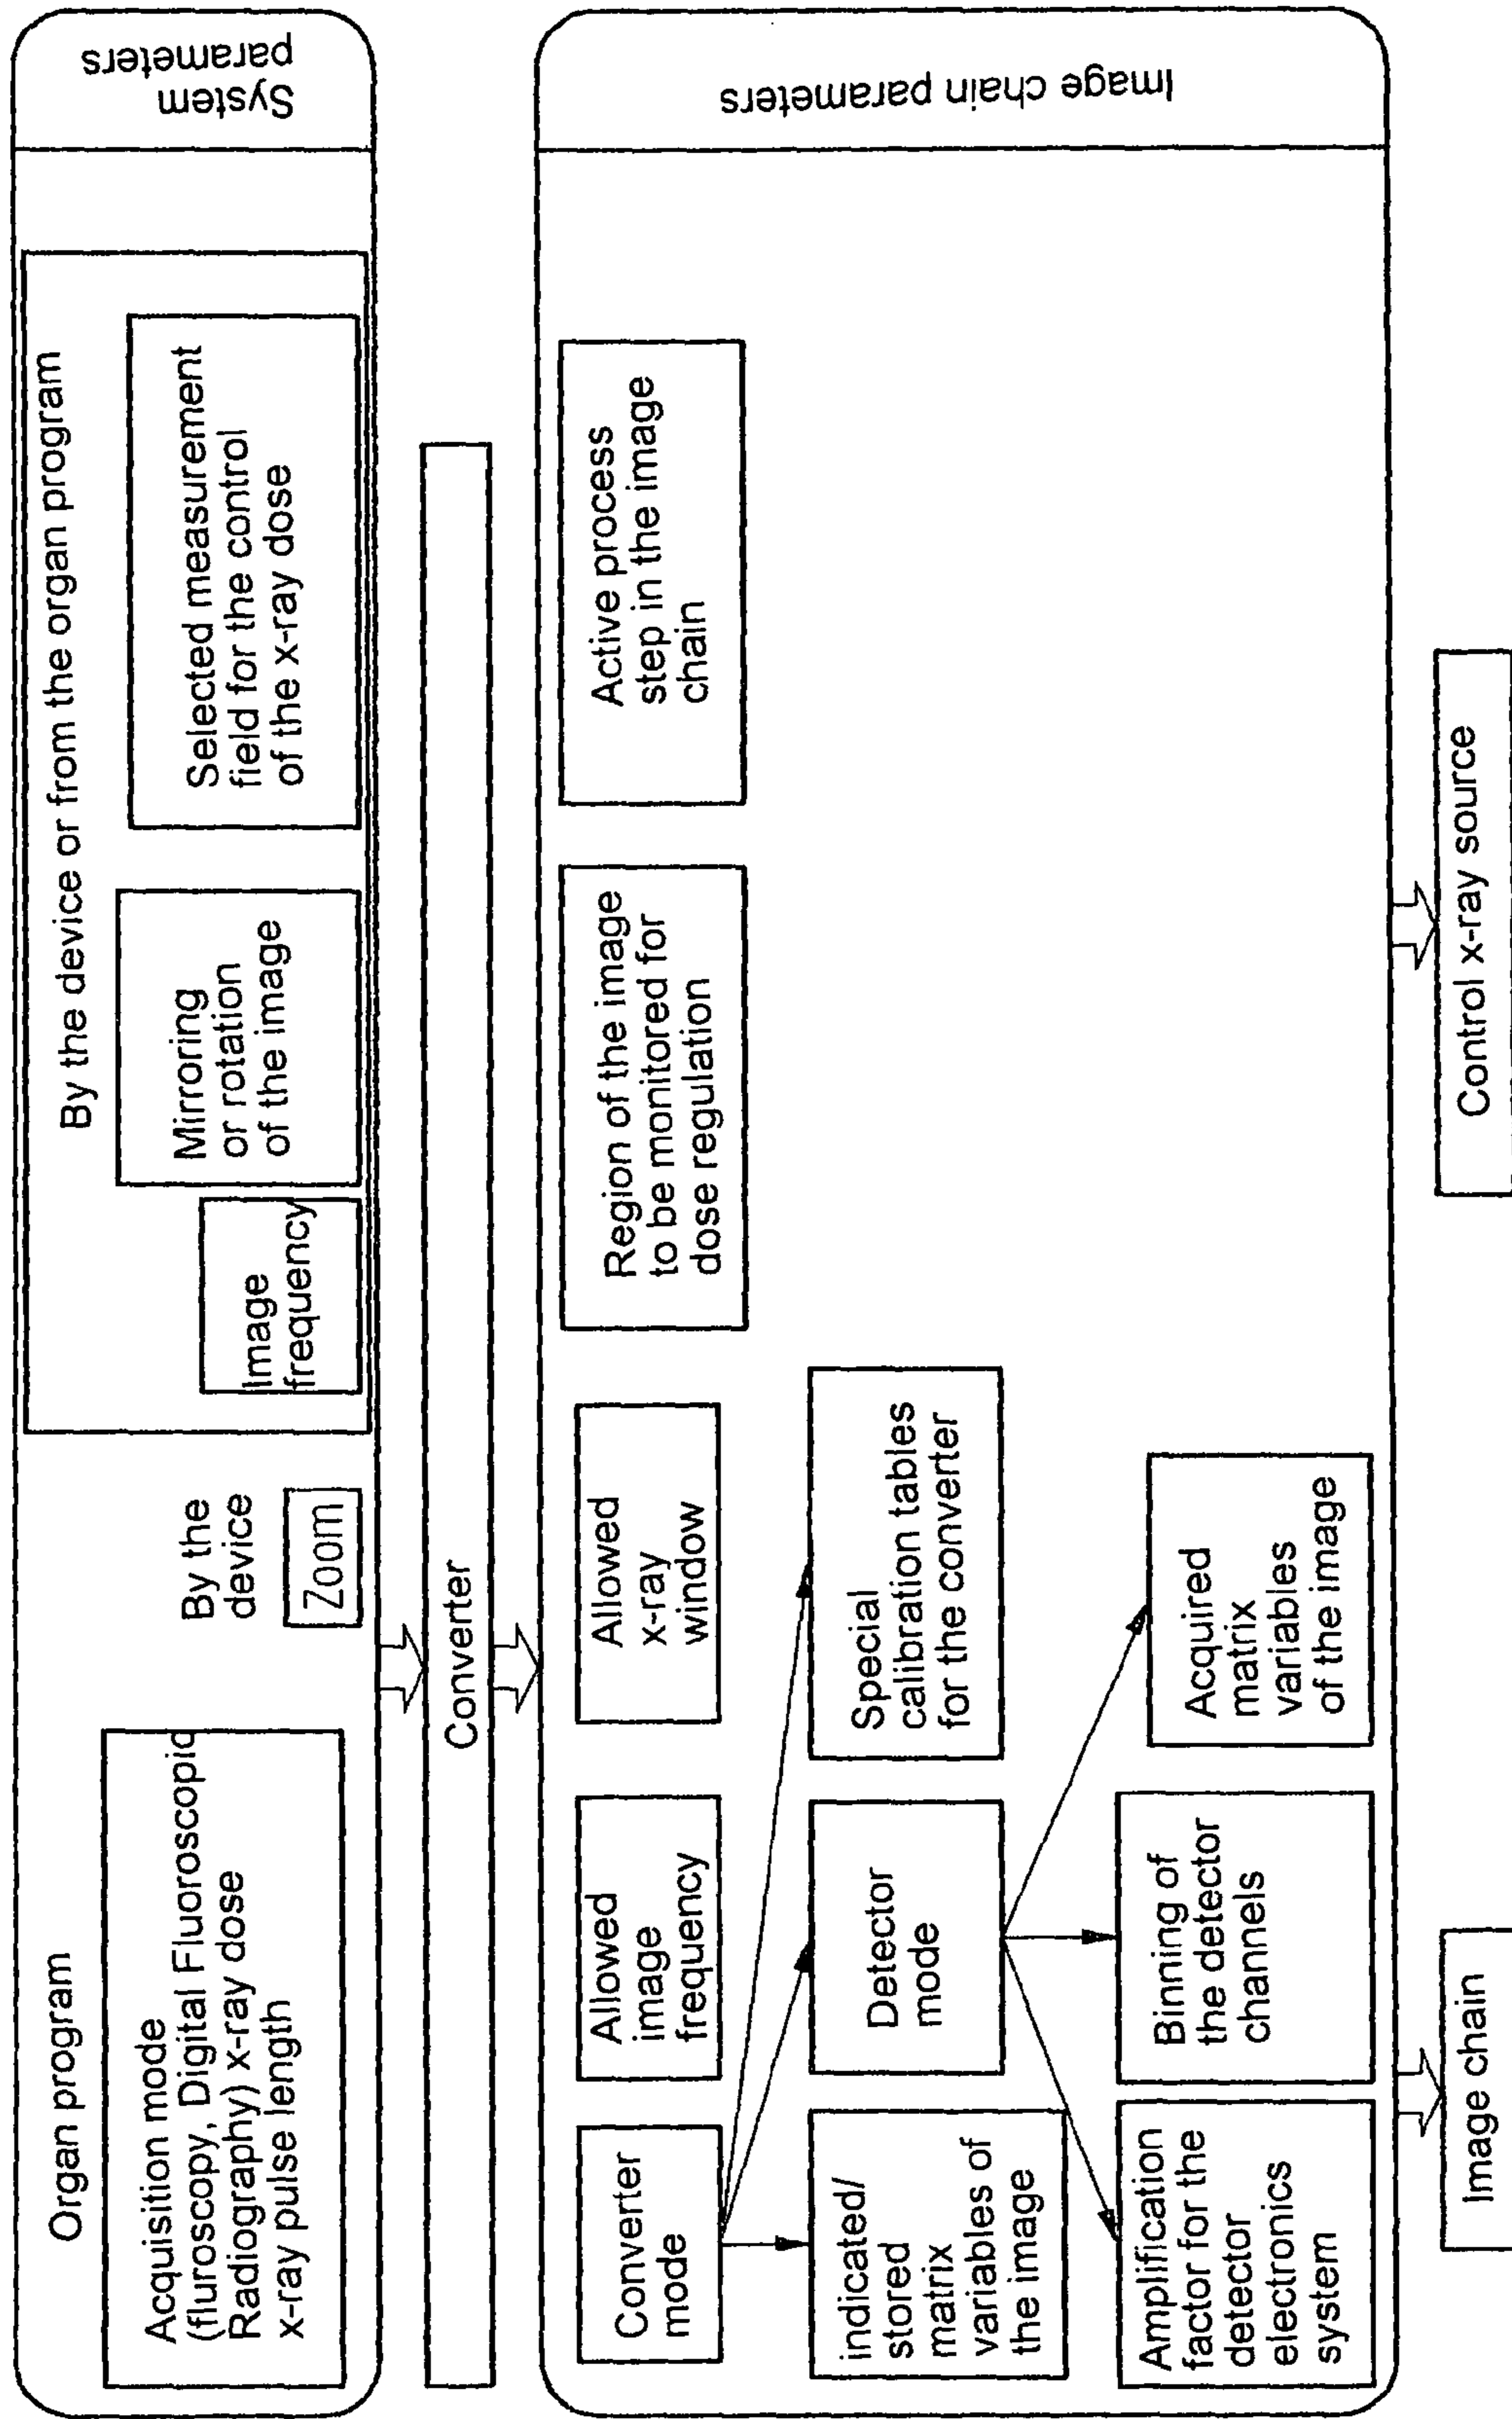 Organ program
Acquisition mode
(fluroscopy, Digital Fluoroscopic
Radiography) x-ray dose
x-ray pulse length
By the
device
Zoom
By the device or from the organ program
Image
frequency
Mirroring
or rotation
of the image
Selected measurement
field for the control
of the x-ray dose
System
parameters
Converter
Converter
mode
Allowed
image
frequency
Allowed
x-ray
window
Region of the image
to be monitored for
dose regulation
Active process
step in the image
chain
indicated/
stored
matrix
variables of
the image
Detector
mode
Special
calibration tables
for the converter
Amplification
factor for the
detector
electronics
system
Binning of
the detector
channels
Acquired
matrix
variables
of the image
Image chain parameters
Image chain
Control x-ray source